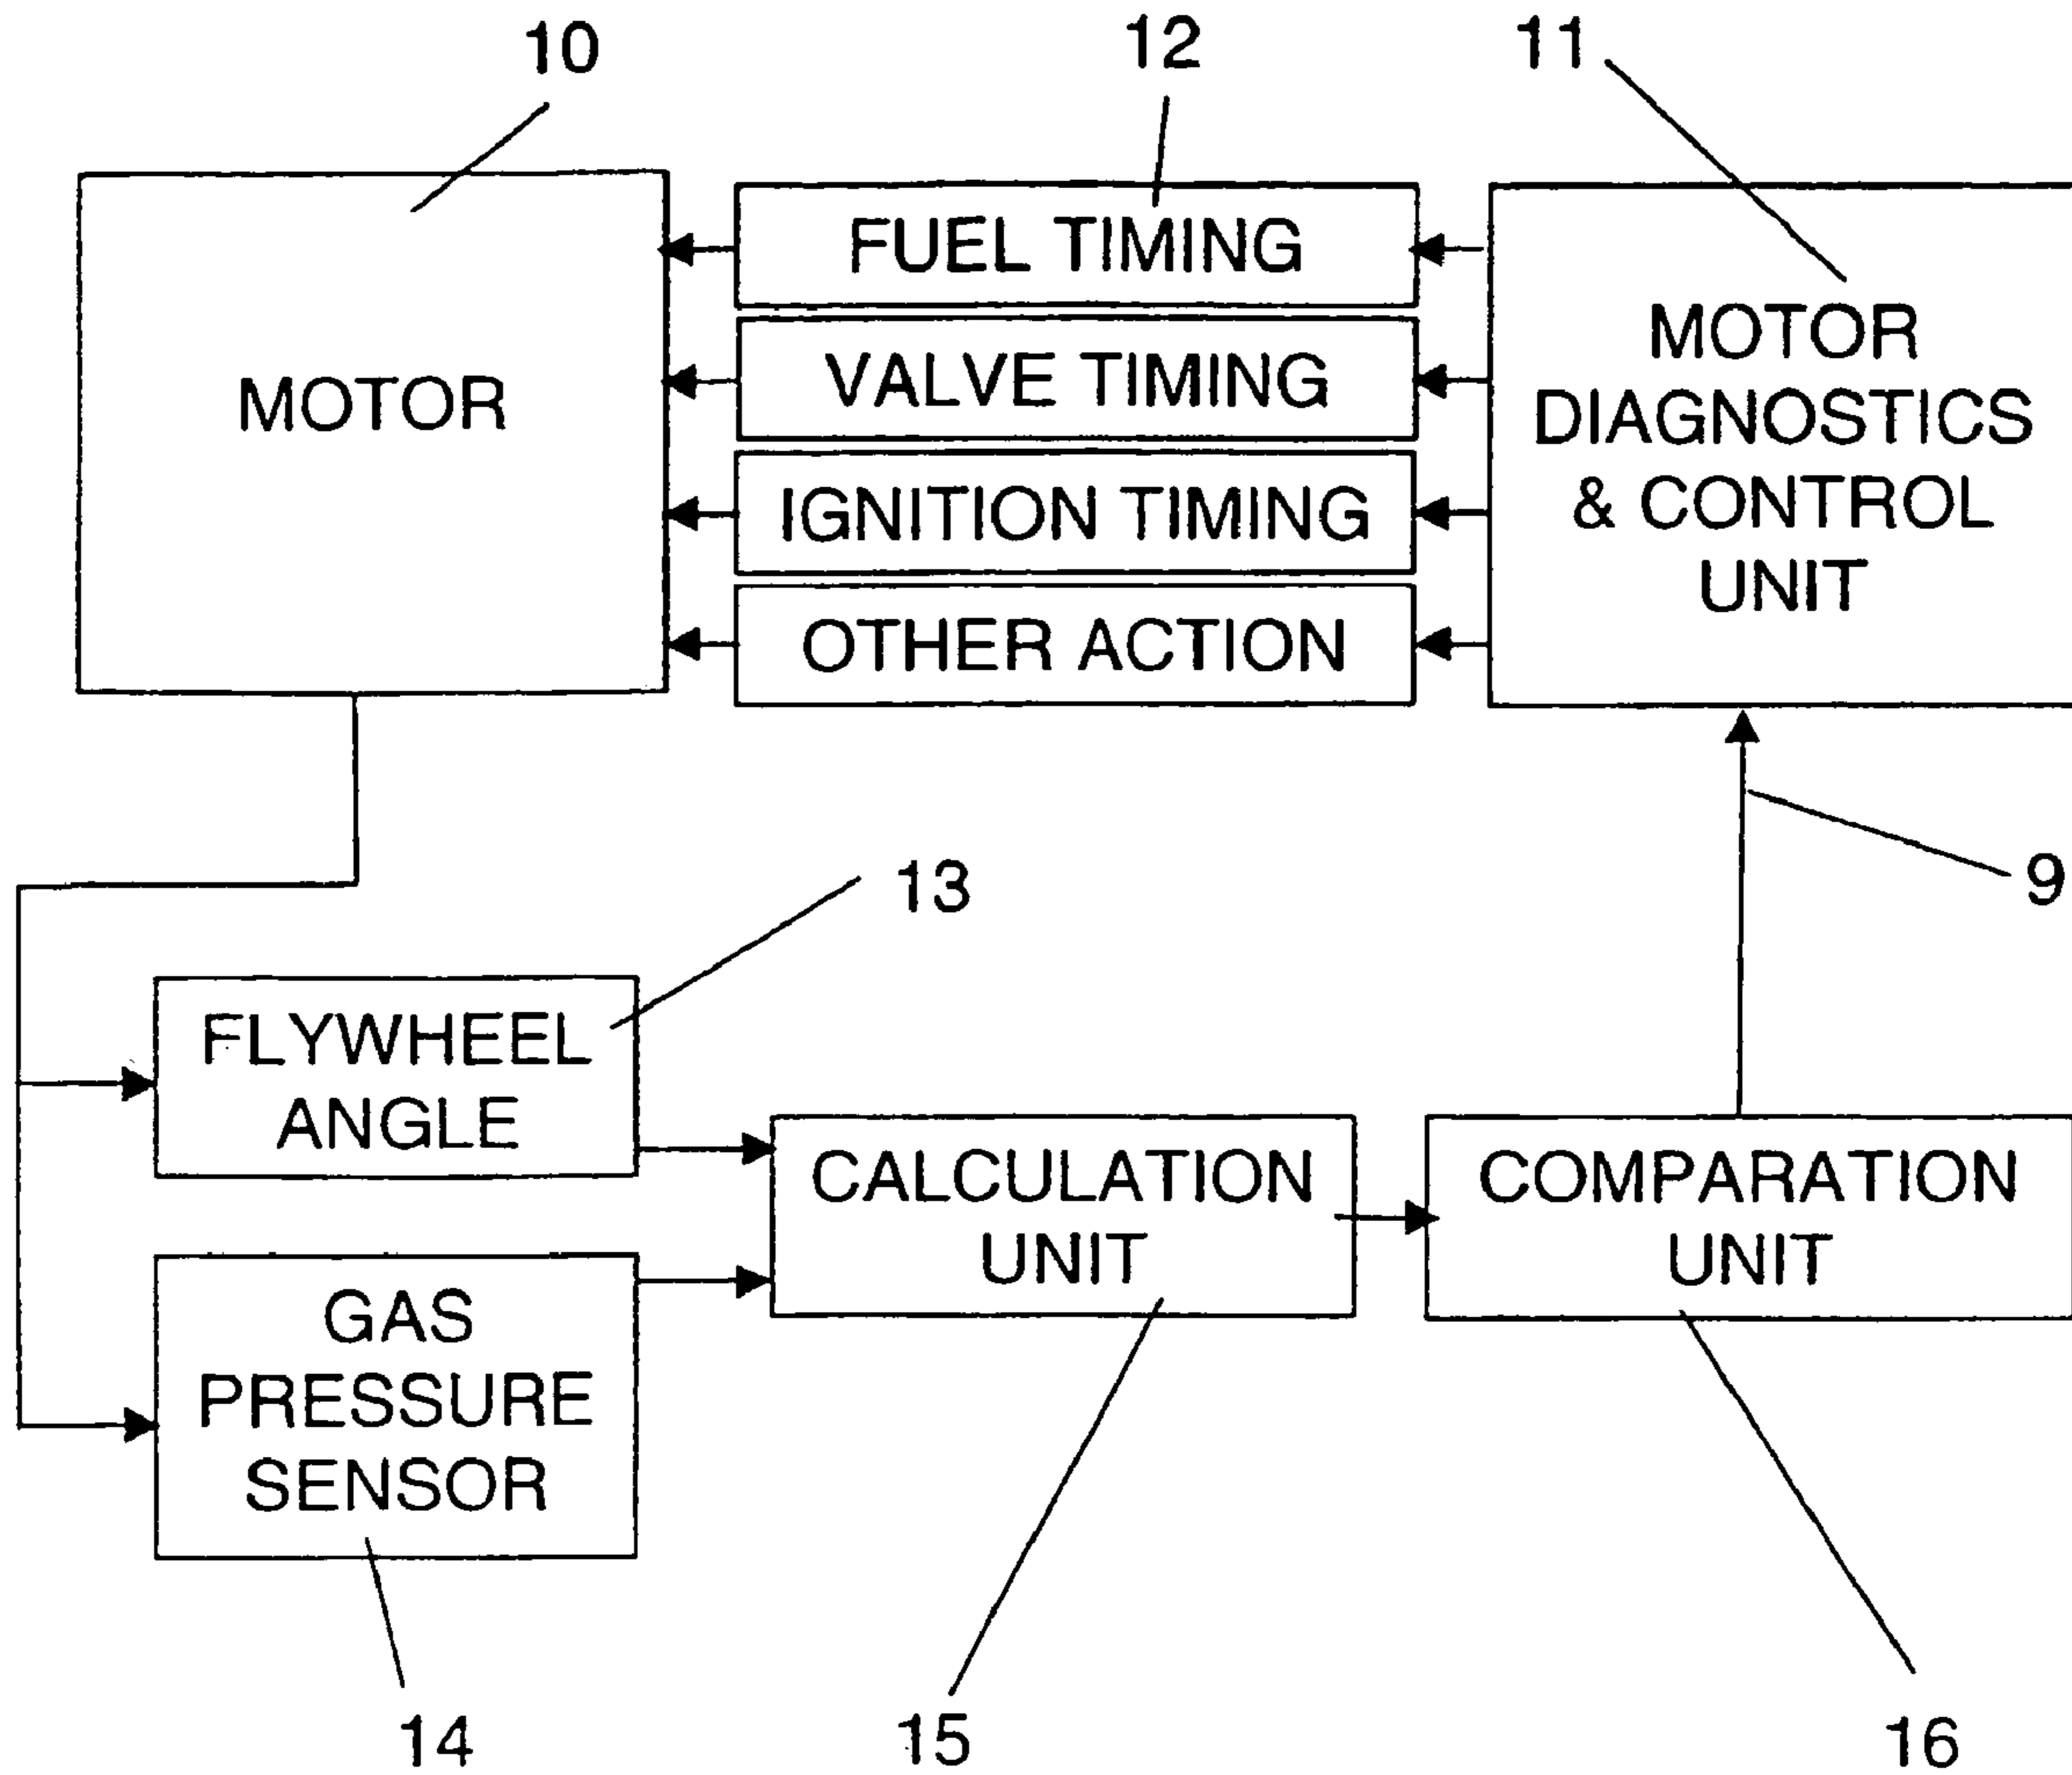 10
12
11
MOTOR
FUEL TIMING
VALVE TIMING
IGNITION TIMING
OTHER ACTION
MOTOR
DIAGNOSTICS
& CONTROL
UNIT
9
13
FLYWHEEL
ANGLE
GAS
PRESSURE
SENSOR
CALCULATION
UNIT
COMPARATION
UNIT
14
15
16